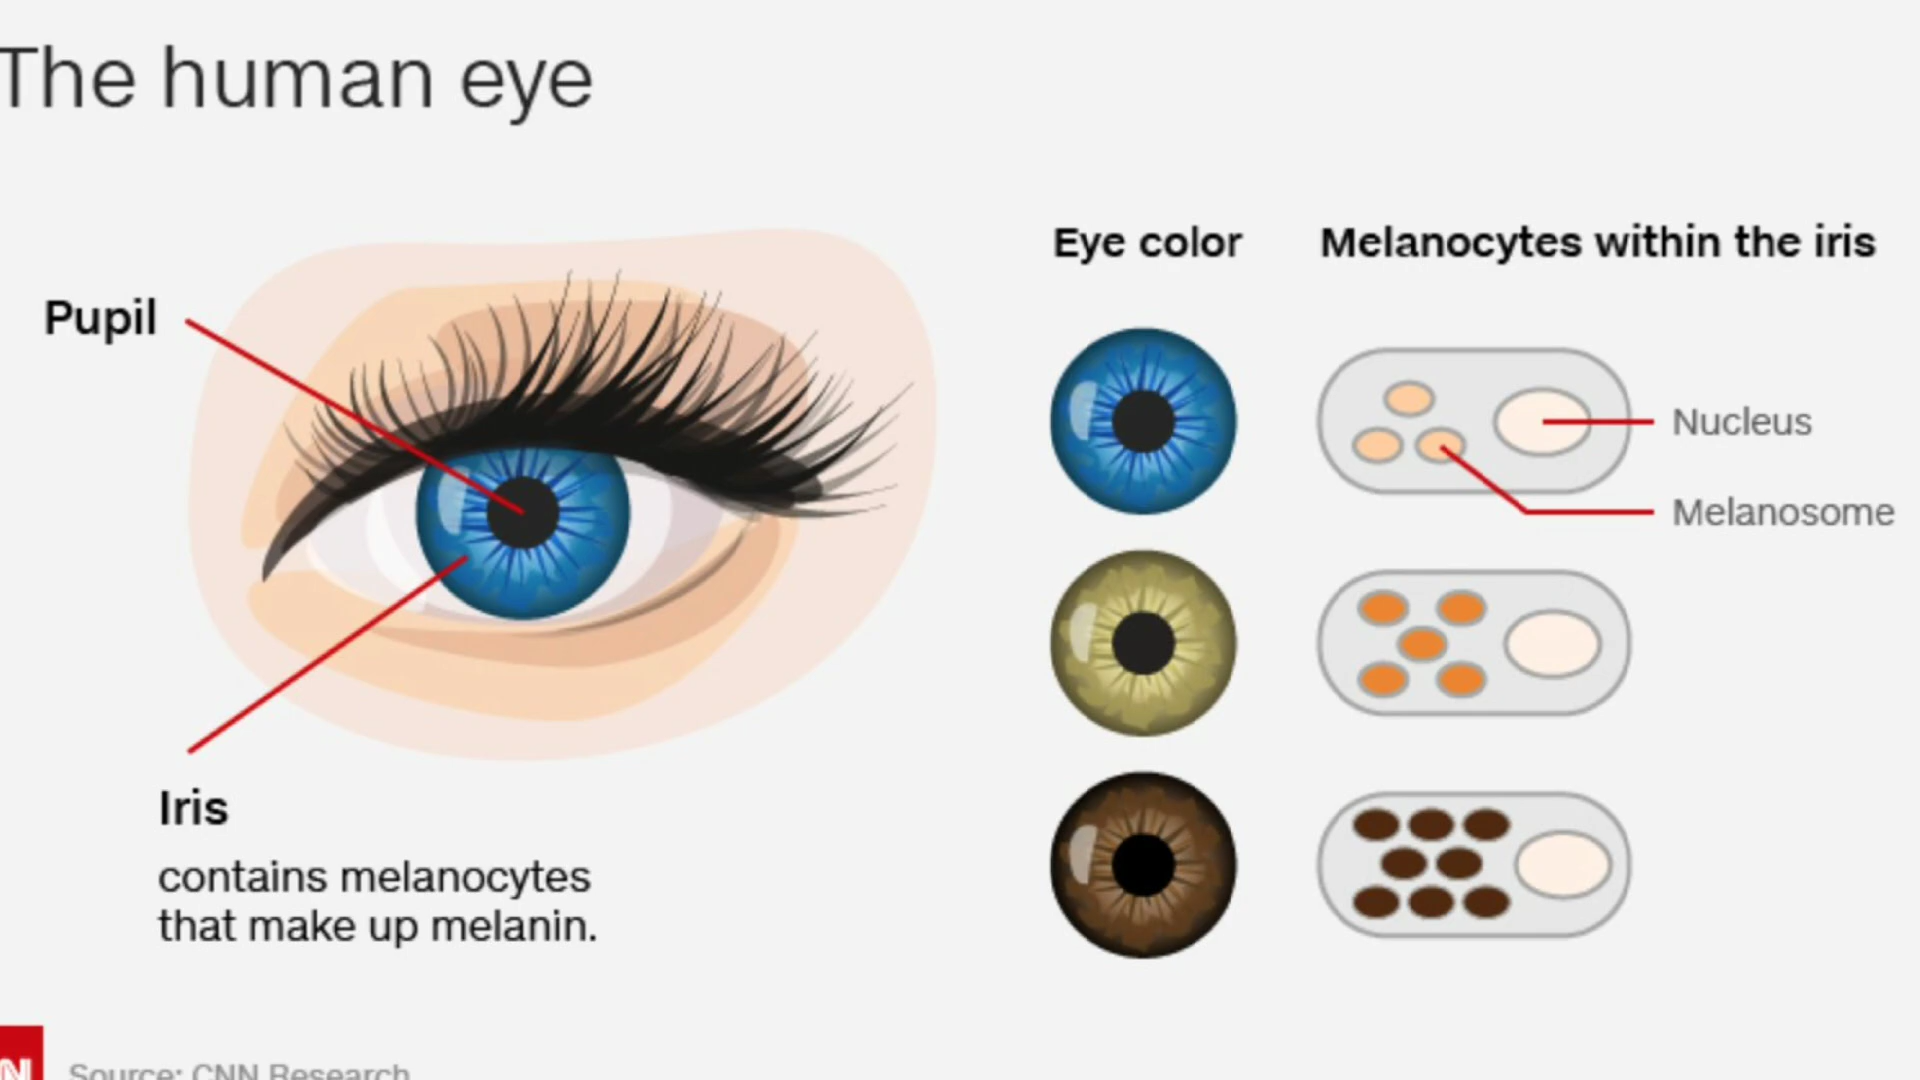 The human eye
Eye color
Melanocytes within the iris
Pupil
Nucleus
Melanosome
Iris
contains melanocytes
that make up melanin.
N
Source: CNN Research